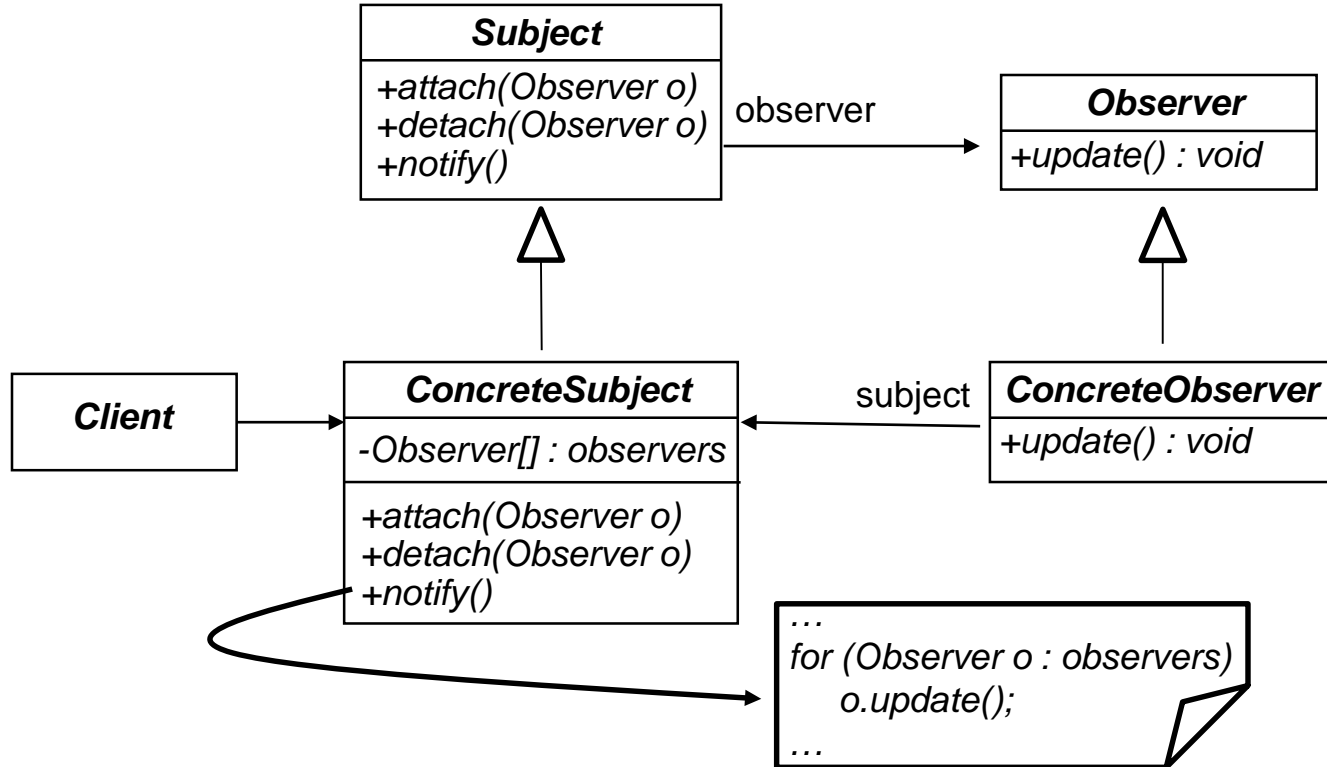 Subject
+attach(Observer o)
+detach(Observer o)
+notify()
observer
Observer
+update() : void
Client
ConcreteSubject
-Observer[] : observers
+attach(Observer o)
+detach(Observer o)
+notify()
subject
ConcreteObserver
+update() : void
…
for (Observer o : observers)
o.update();
…